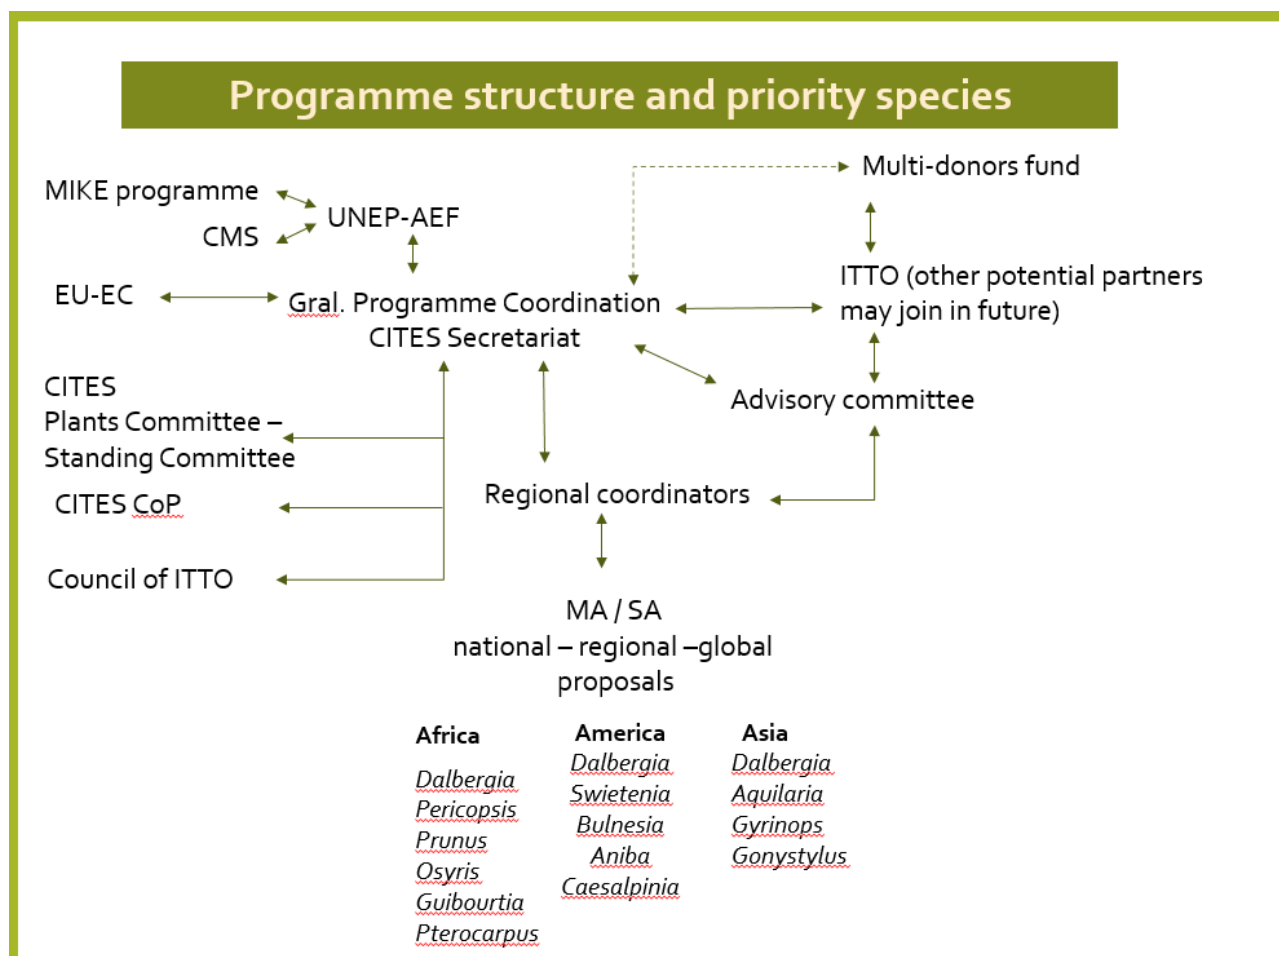 Programme structure and priority species
Multi-donors fund
MIKE programme
UNEP-AEF
CMS
ITTO (other potential partners
may join in future)
EU-EC
Gral. Programme Coordination
CITES Secretariat
CITES
Plants Committee –
Standing Committee
Advisory committee
CITES CoP
Regional coordinators
Council of ITTO
MA / SA
national – regional –global
proposals
Africa
Dalbergia
Pericopsis
Prunus
Osyris
Guibourtia
Pterocarpus
America
Dalbergia
Swietenia
Bulnesia
Aniba
Caesalpinia
Asia
Dalbergia
Aquilaria
Gyrinops
Gonystylus